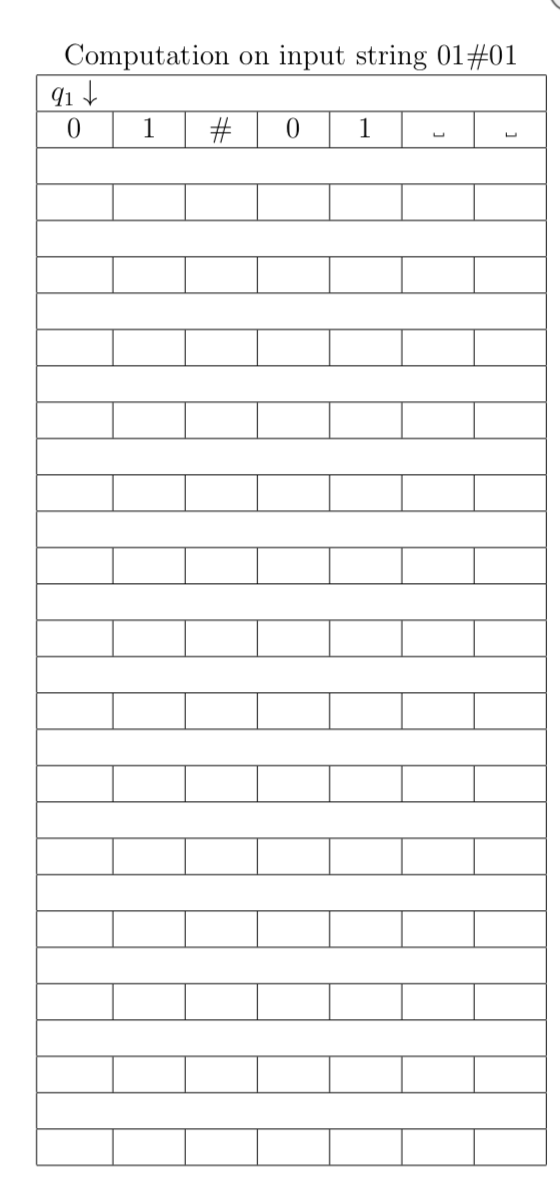 Computation on input string 01#01
q₁ ↓
0 1 # 0 1 ␣ ␣